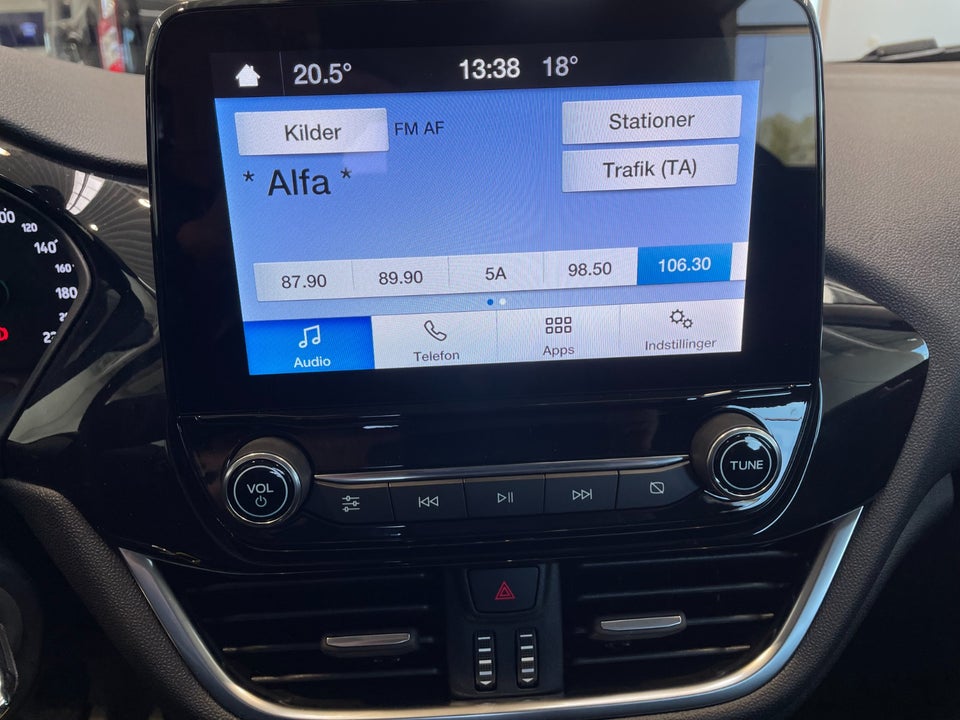 20.5° 13:38 18°
Kilder FM AF Stationer
* Alfa * Trafik (TA)
87.90 89.90 5A 98.50 106.30
Audio Telefon Apps Indstillinger
VOL TUNE
120
140
160
180